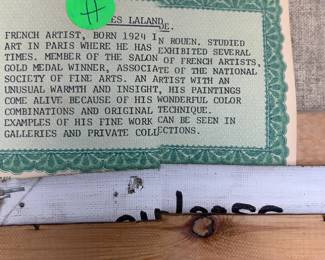 #
ES LALAND
DE.
FRENCH ARTIST, BORN 1924 IN ROUEN. STUDIED
ART IN PARIS WHERE HE HAS EXHIBITED SEVERAL
TIMES. MEMBER OF THE SALON OF FRENCH ARTISTS,
GOLD MEDAL WINNER, ASSOCIATE OF THE NATIONAL
SOCIETY OF FINE ARTS. AN ARTIST WITH AN
UNUSUAL WARMTH AND INSIGHT, HIS PAINTINGS
COME ALIVE BECAUSE OF HIS WONDERFUL COLOR
COMBINATIONS AND ORIGINAL TECHNIQUE.
EXAMPLES OF HIS FINE WORK CAN BE SEEN IN
GALLERIES AND PRIVATE COLLECTIONS.